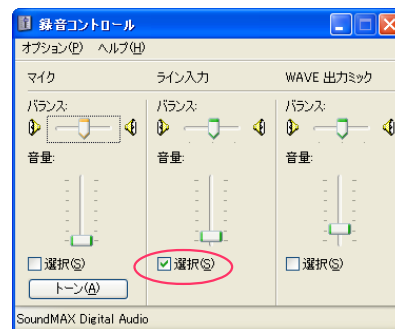 録音コントロール
オプション(P) ヘルプ(H)
マイク
バランス:
音量:
選択(S)
トーン(A)
ライン入力
バランス:
音量:
選択(S)
WAVE 出力ミック
バランス:
音量:
選択(S)
SoundMAX Digital Audio